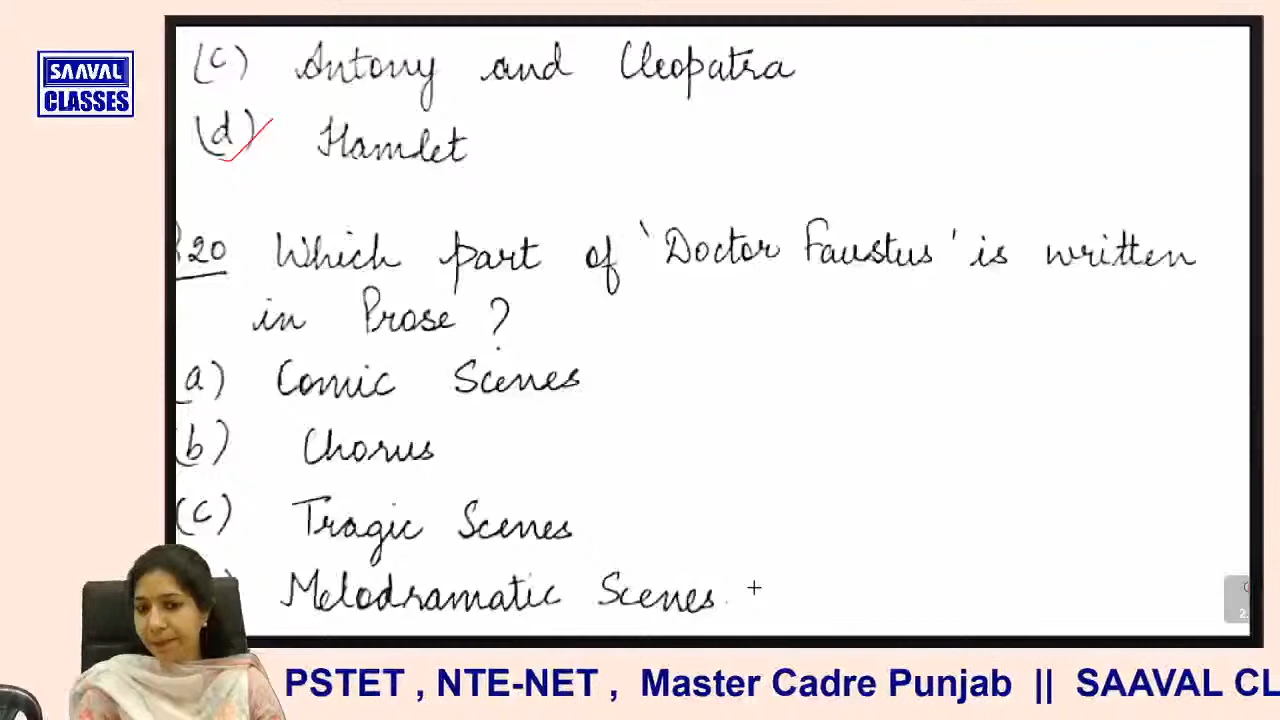 SAAVAL
CLASSES
(c) Antony and Cleopatra
(d) Hamlet
20 Which part of 'Doctor Faustus' is written
in Prose ?
(a) Comic Scenes
(b) Chorus
(c) Tragic Scenes
) Melodramatic Scenes.
PSTET , NTE-NET , Master Cadre Punjab || SAAVAL CL